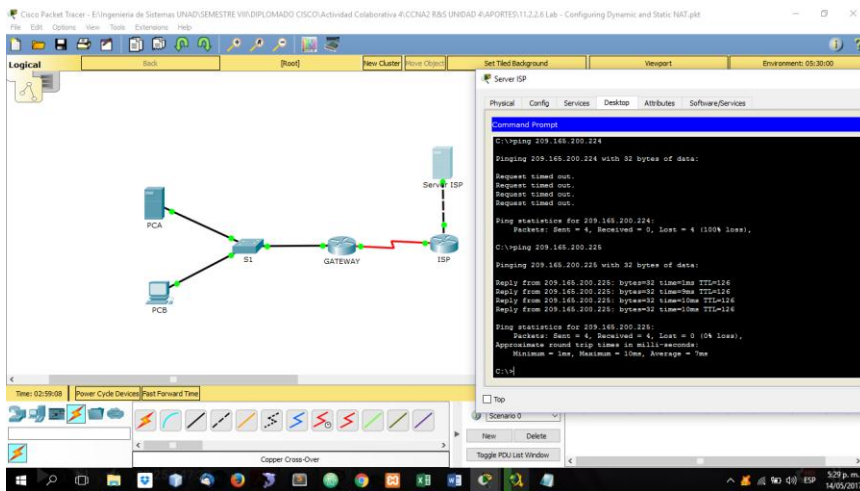 Cisco Packet Tracer - E:\Ingenieria de Sistemas UNAD\SEMESTRE VIII\DIPLOMADO CISCO\Actividad Colaborativa 4\CCNA2 R&S UNIDAD 4\APORTES\11.2.2.6 Lab - Configuring Dynamic and Static NAT.pkt
File Edit Options View Tools Extensions Help
Logical Back [Root] New Cluster Move Object Set Tiled Background Viewport Environment: 05:30:00
Server ISP
Physical Config Services Desktop Attributes Software/Services
Command Prompt
C:\>ping 209.165.200.224
Pinging 209.165.200.224 with 32 bytes of data:
Request timed out.
Request timed out.
Request timed out.
Request timed out.
Ping statistics for 209.165.200.224:
Packets: Sent = 4, Received = 0, Lost = 4 (100% loss),
C:\>ping 209.165.200.225
Pinging 209.165.200.225 with 32 bytes of data:
Reply from 209.165.200.225: bytes=32 time=1ms TTL=126
Reply from 209.165.200.225: bytes=32 time=9ms TTL=126
Reply from 209.165.200.225: bytes=32 time=10ms TTL=126
Reply from 209.165.200.225: bytes=32 time=10ms TTL=126
Ping statistics for 209.165.200.225:
Packets: Sent = 4, Received = 4, Lost = 0 (0% loss),
Approximate round trip times in milli-seconds:
Minimum = 1ms, Maximum = 10ms, Average = 7ms
C:\>
Top
Server ISP
PCA
S1
GATEWAY
ISP
PCB
Time: 02:59:08 Power Cycle Devices Fast Forward Time
Scenario 0
New Delete
Toggle PDU List Window
Copper Cross-Over
ESP
5:29 p. m.
14/05/201